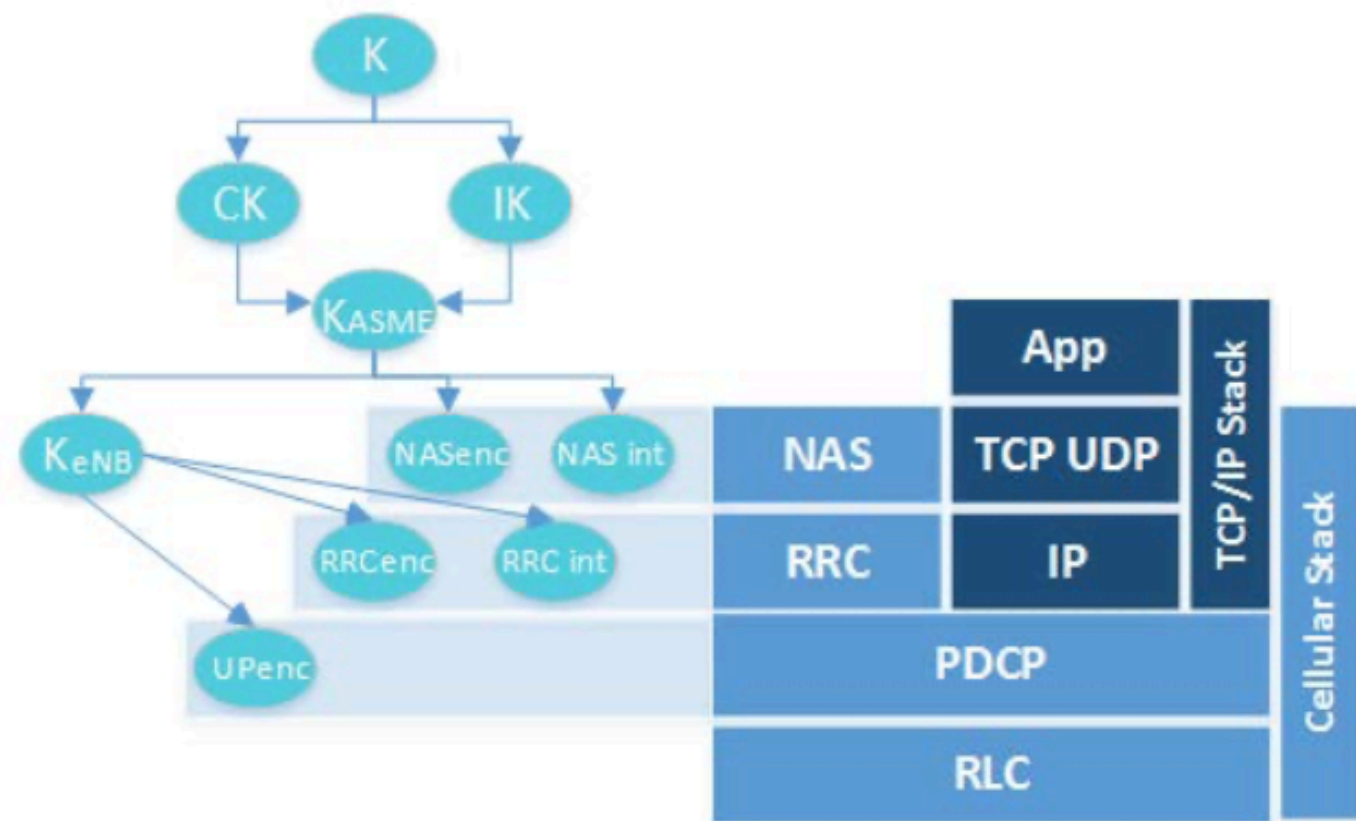 K
CK
IK
KASME
KeNB
NASenc
NAS int
RRCenc
RRC int
UPenc
App
NAS
TCP UDP
RRC
IP
PDCP
RLC
TCP/IP Stack
Cellular Stack